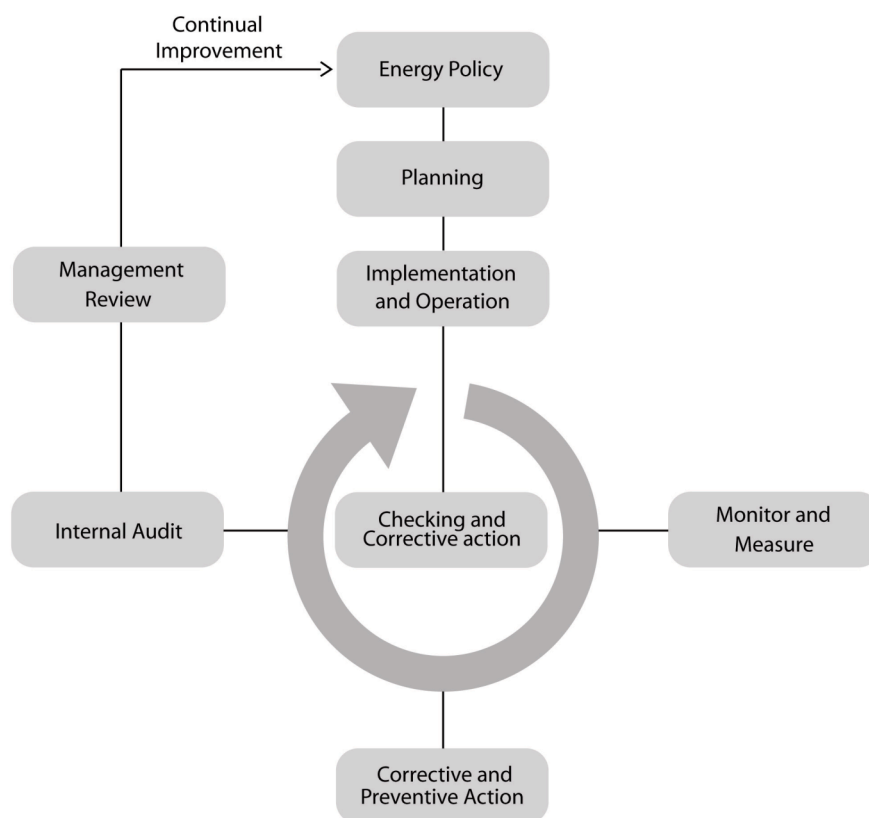 Continual
Improvement
Energy Policy
Planning
Management
Review
Implementation
and Operation
Internal Audit
Checking and
Corrective action
Monitor and
Measure
Corrective and
Preventive Action